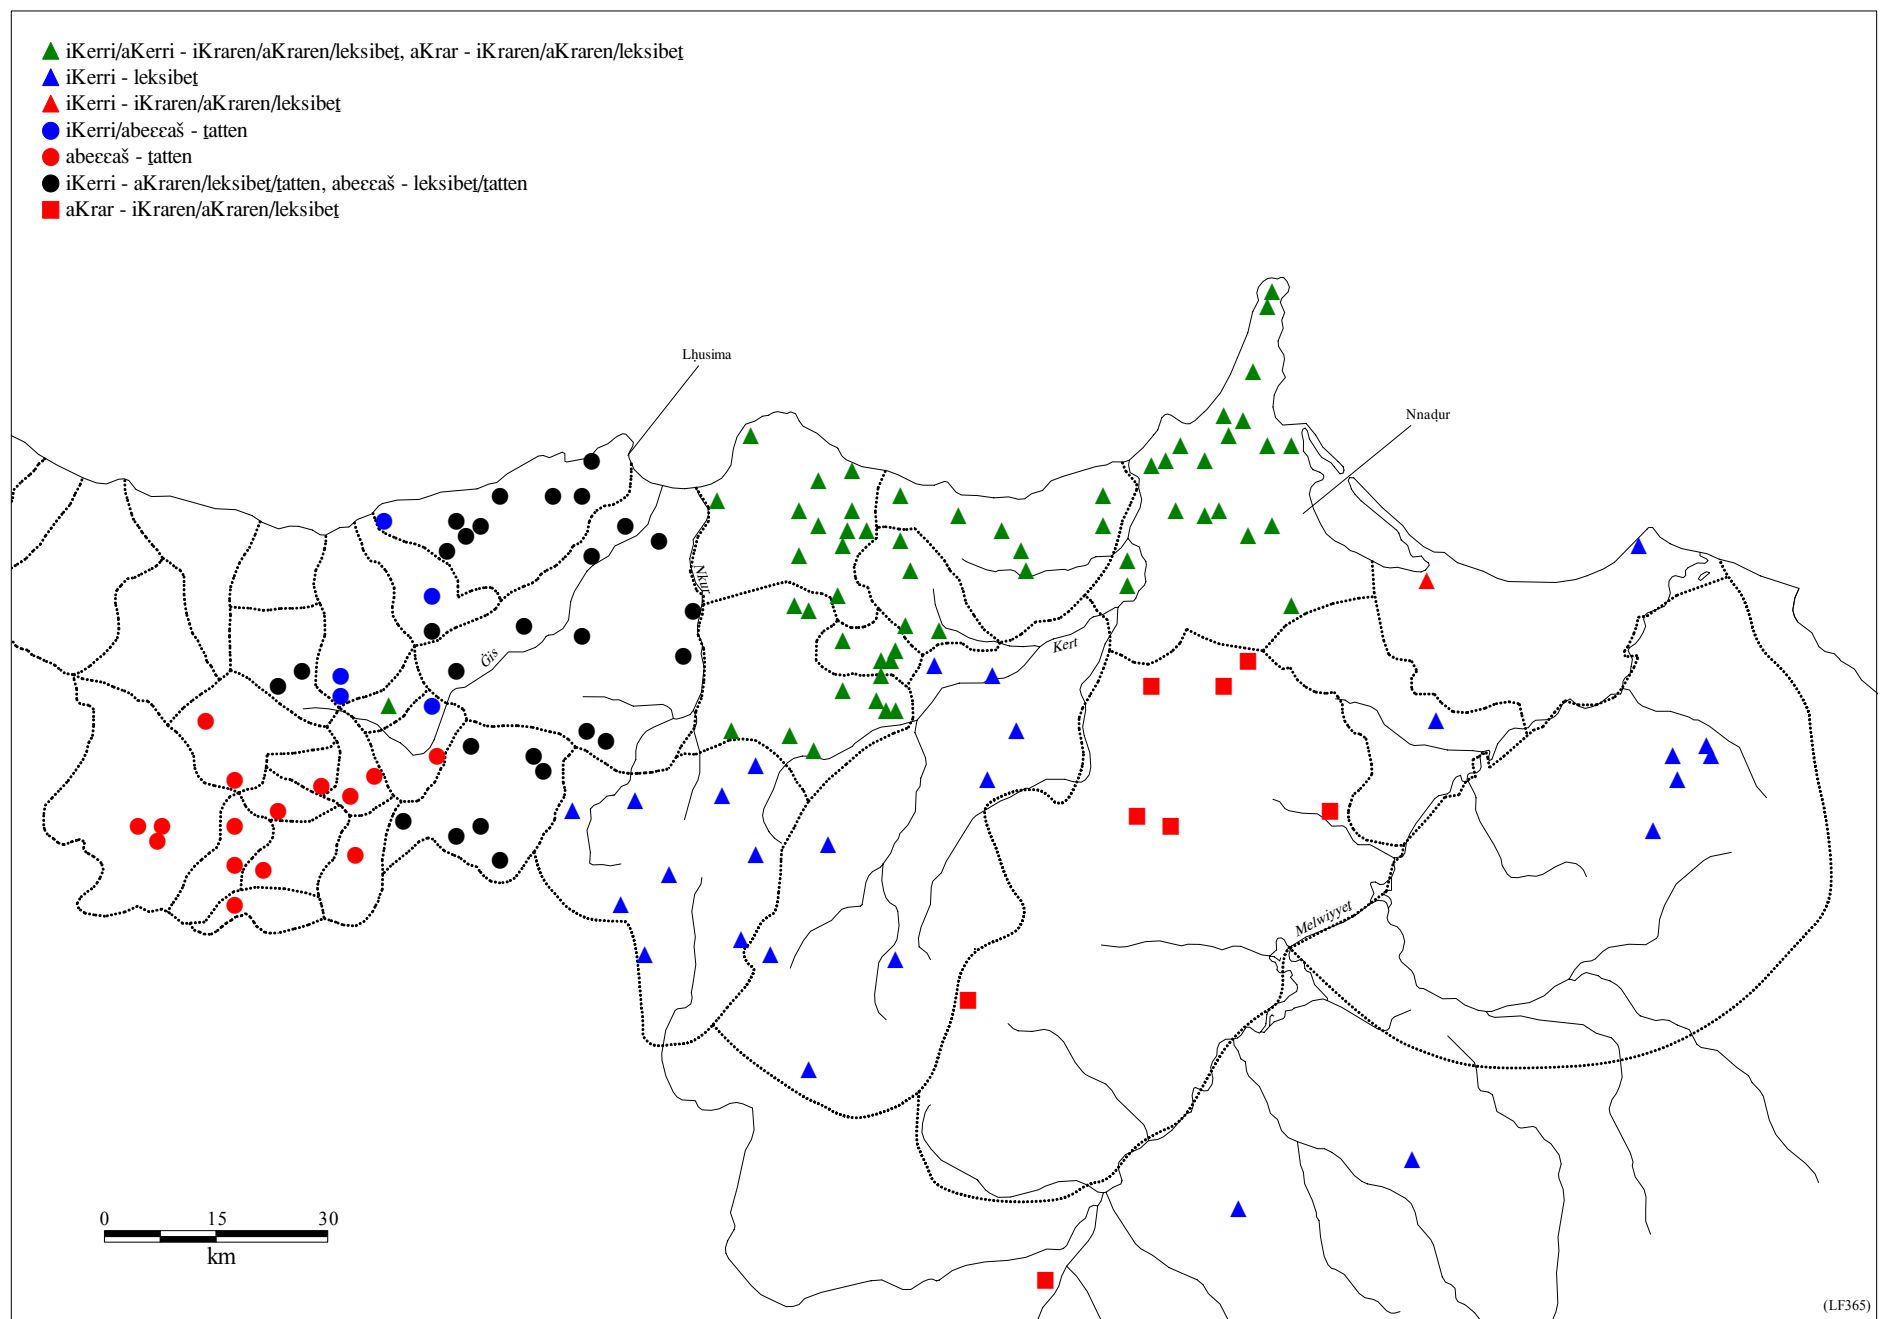 iKerri/aKerri - iKraren/aKraren/leksibeṯ, aKrar - iKraren/aKraren/leksibeṯ
iKerri - leksibeṯ
iKerri - iKraren/aKraren/leksibeṯ
iKerri/abeɛɛaš - ṯatten
abeɛɛaš - ṯatten
iKerri - aKraren/leksibeṯ/ṯatten, abeɛɛaš - leksibeṯ/ṯatten
aKrar - iKraren/aKraren/leksibeṯ
Lḥusima
Nnaḍur
Nkur
Ġis
Kert
Melwiyyet
0 15 30
km
(LF365)